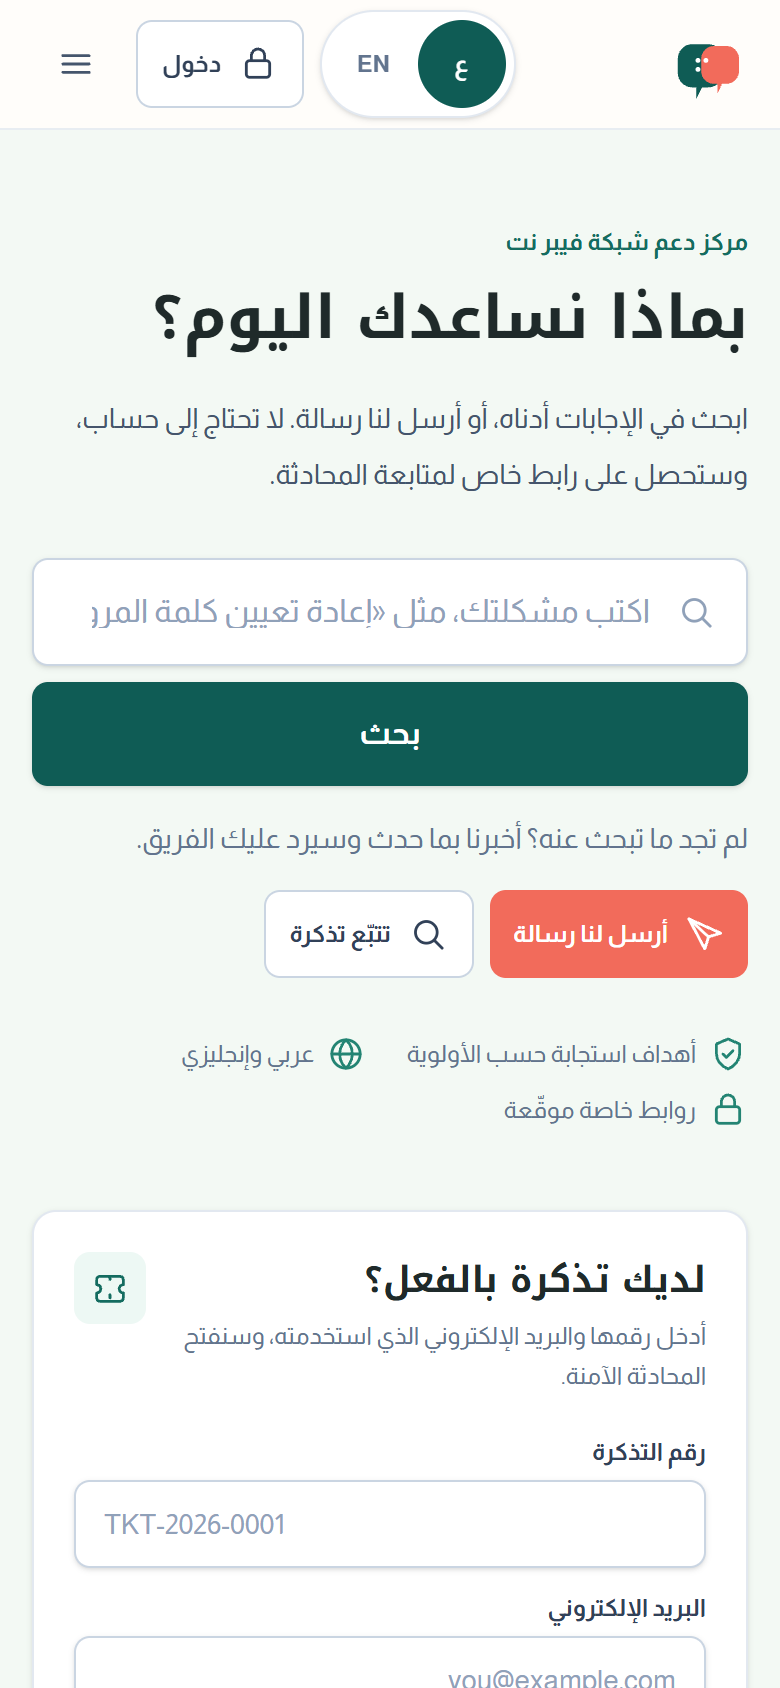 ع
EN
دخول
مركز دعم شبكة فيبر نت
بماذا نساعدك اليوم؟
ابحث في الإجابات أدناه، أو أرسل لنا رسالة. لا تحتاج إلى حساب،
وستحصل على رابط خاص لمتابعة المحادثة.
اكتب مشكلتك، مثل «إعادة تعيين كلمة المرو
بحث
لم تجد ما تبحث عنه؟ أخبرنا بما حدث وسيرد عليك الفريق.
أرسل لنا رسالة
تتبّع تذكرة
أهداف استجابة حسب الأولوية
عربي وإنجليزي
روابط خاصة موقّعة
لديك تذكرة بالفعل؟
أدخل رقمها والبريد الإلكتروني الذي استخدمته، وسنفتح
المحادثة الآمنة.
رقم التذكرة
TKT-2026-0001
البريد الإلكتروني
you@example.com